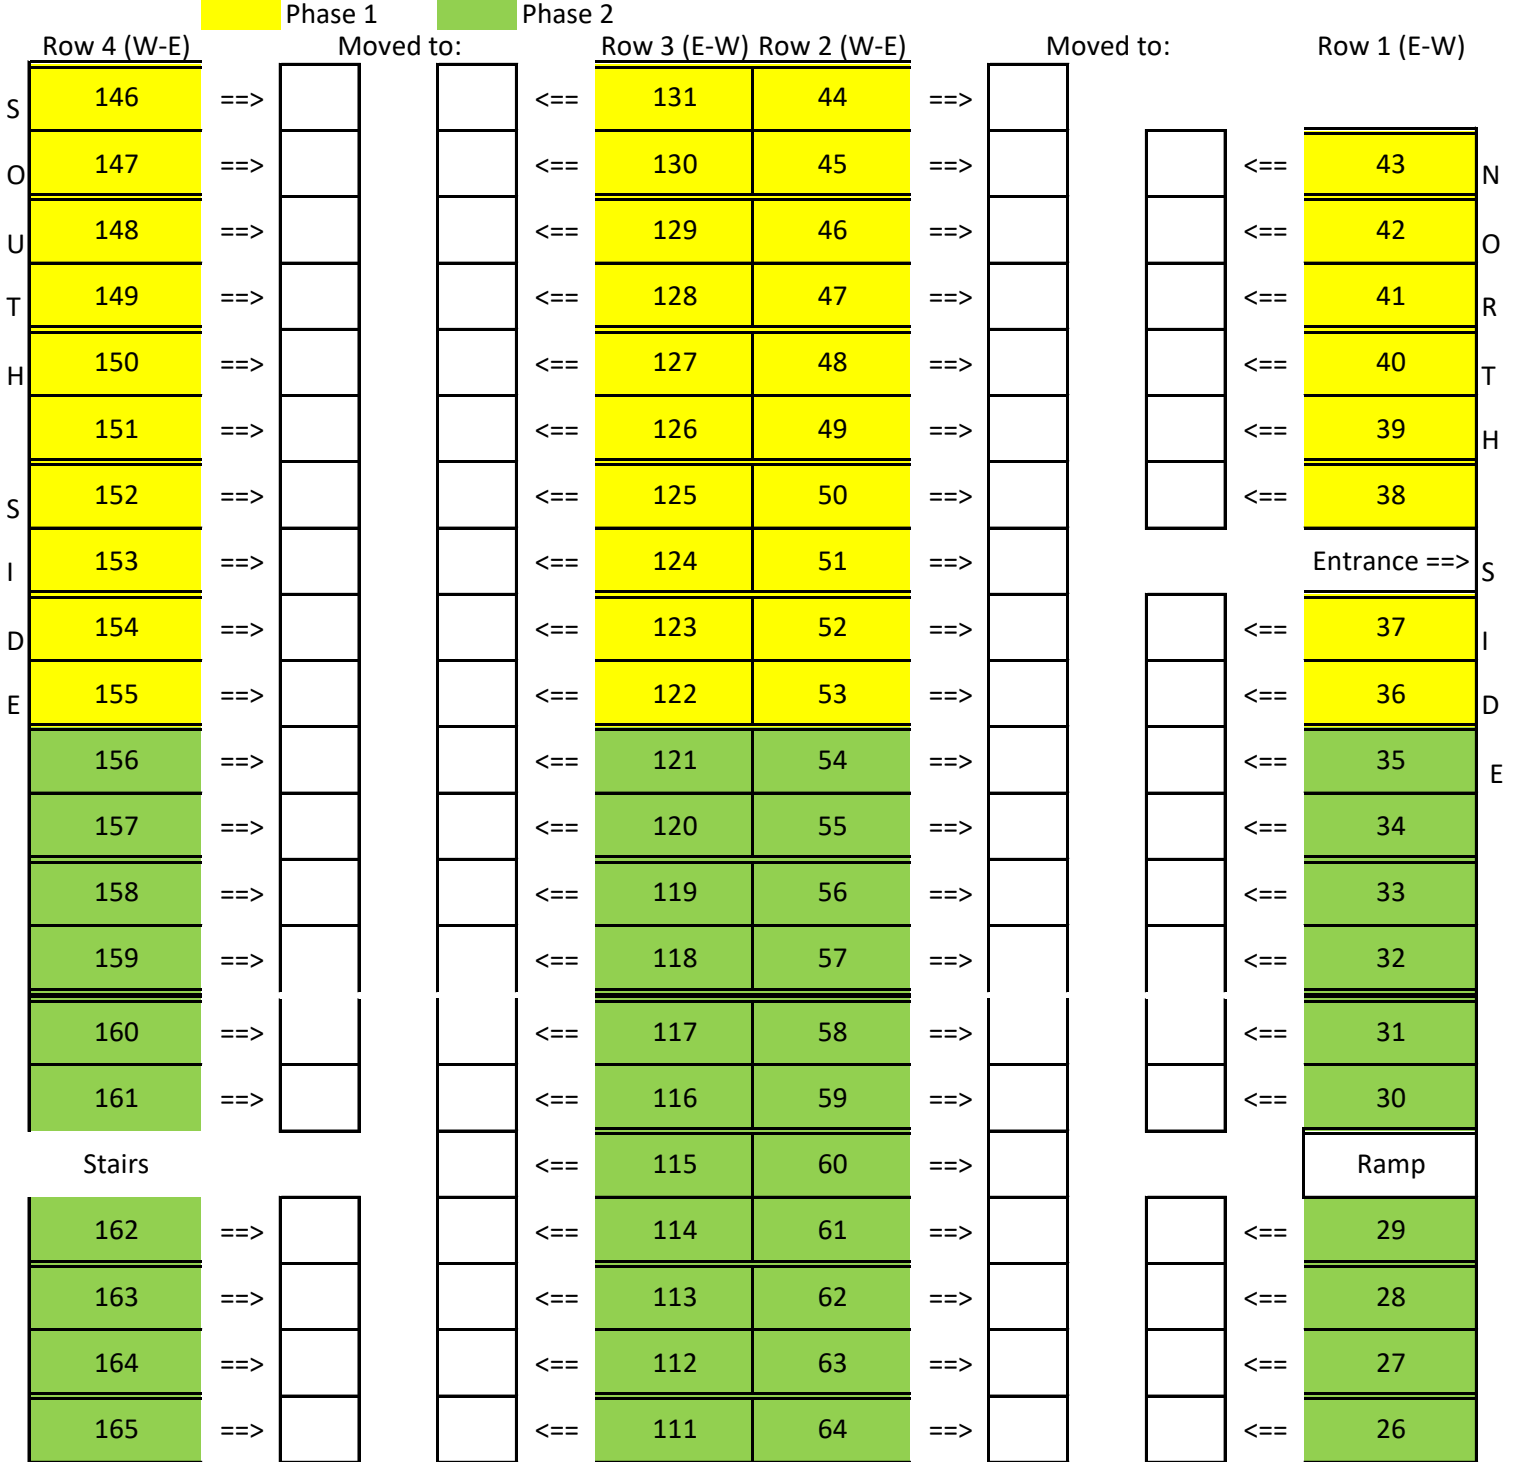 Phase 1 Phase 2
Row 4 (W-E) Moved to: Row 3 (E-W) Row 2 (W-E) Moved to: Row 1 (E-W)
S 146 ==> <== 131 44 ==>
O 147 ==> <== 130 45 ==> <== 43 N
U 148 ==> <== 129 46 ==> <== 42 O
T 149 ==> <== 128 47 ==> <== 41 R
H 150 ==> <== 127 48 ==> <== 40 T
151 ==> <== 126 49 ==> <== 39 H
S 152 ==> <== 125 50 ==> <== 38
I 153 ==> <== 124 51 ==> Entrance ==> S
D 154 ==> <== 123 52 ==> <== 37 I
E 155 ==> <== 122 53 ==> <== 36 D
156 ==> <== 121 54 ==> <== 35 E
157 ==> <== 120 55 ==> <== 34
158 ==> <== 119 56 ==> <== 33
159 ==> <== 118 57 ==> <== 32
160 ==> <== 117 58 ==> <== 31
161 ==> <== 116 59 ==> <== 30
Stairs <== 115 60 ==> Ramp
162 ==> <== 114 61 ==> <== 29
163 ==> <== 113 62 ==> <== 28
164 ==> <== 112 63 ==> <== 27
165 ==> <== 111 64 ==> <== 26